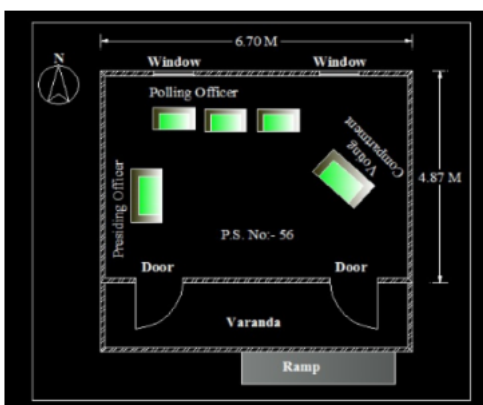 6.70 M
N
Window
Window
Polling Officer
Voting
Compartment
4.87 M
Presiding Officer
P.S. No:- 56
Door
Door
Varanda
Ramp